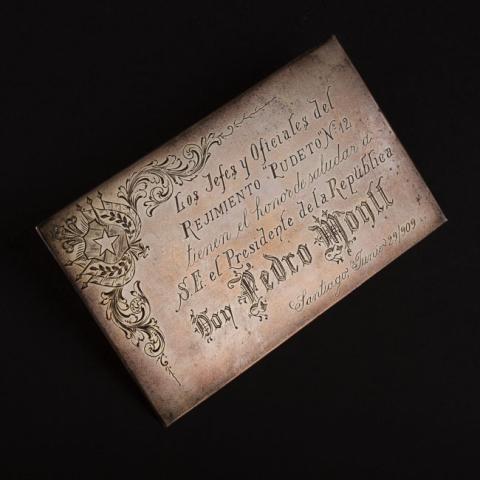 Los Jefes y Oficiales del
REJIMIENTO "PUDETO" Nº 12
tienen el honor de saludar a
S.E. el Presidente de la República
Don Pedro Montt
Santiago, Junio 29/909